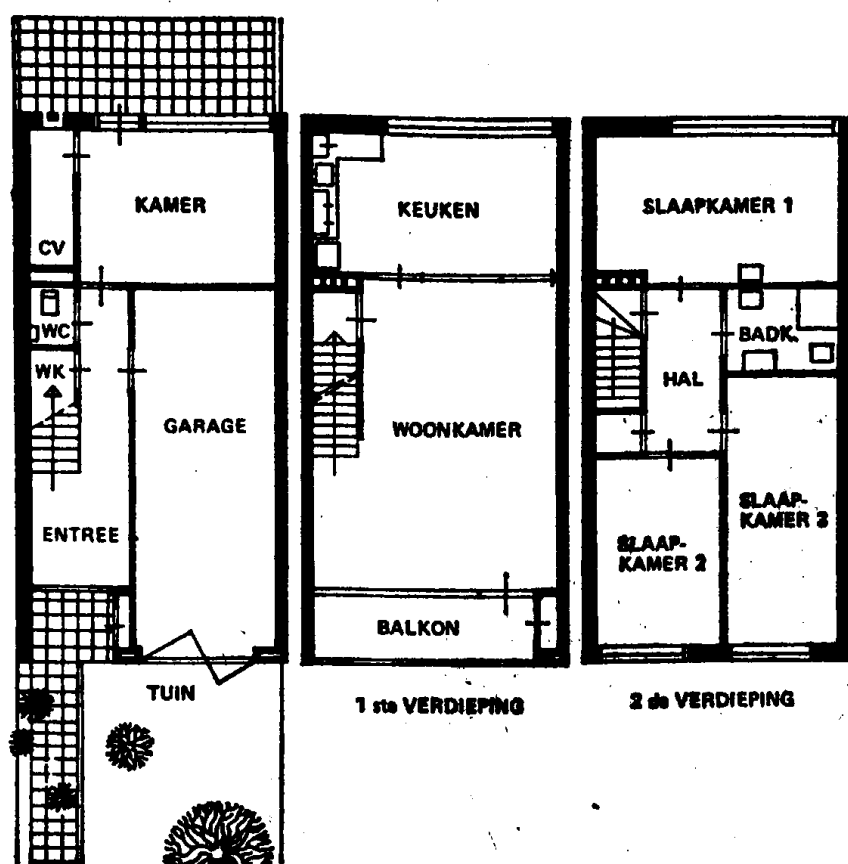 KAMER
CV
WC
WK
GARAGE
ENTREE
TUIN
KEUKEN
WOONKAMER
BALKON
1 ste VERDIEPING
SLAAPKAMER 1
BADK.
HAL
SLAAP-
KAMER 3
SLAAP-
KAMER 2
2 de VERDIEPING